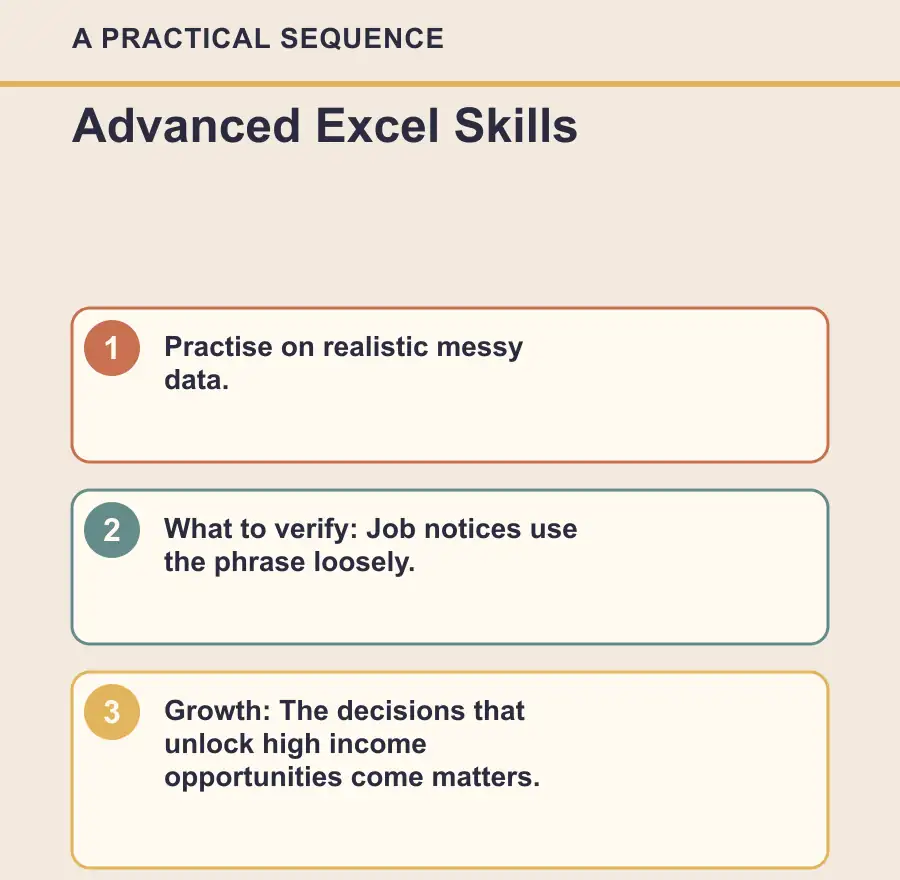 A PRACTICAL SEQUENCE
Advanced Excel Skills
1
Practise on realistic messy
data.
2
What to verify: Job notices use
the phrase loosely.
3
Growth: The decisions that
unlock high income
opportunities come matters.